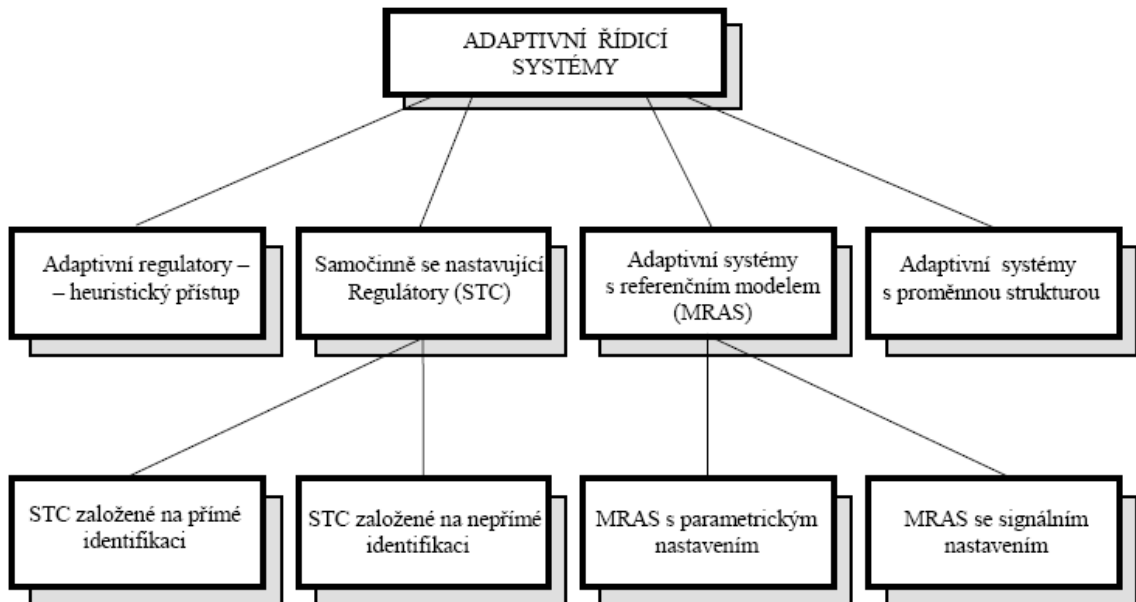 ADAPTIVNÍ ŘÍDICÍ
SYSTÉMY
Adaptivní regulatory –
– heuristický přístup
Samočinně se nastavující
Regulátory (STC)
Adaptivní systémy
s referenčním modelem
(MRAS)
Adaptivní systémy
s proměnnou strukturou
STC založené na přímé
identifikaci
STC založené na nepřímé
identifikaci
MRAS s parametrickým
nastavením
MRAS se signálním
nastavením